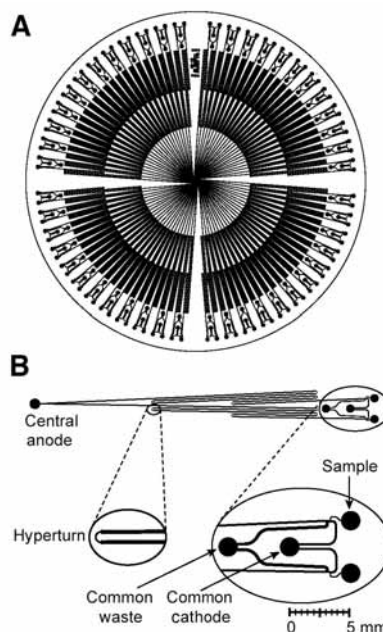 A
B
Central
anode
Sample
Hyperturn
Common
waste
Common
cathode
0 5 mm